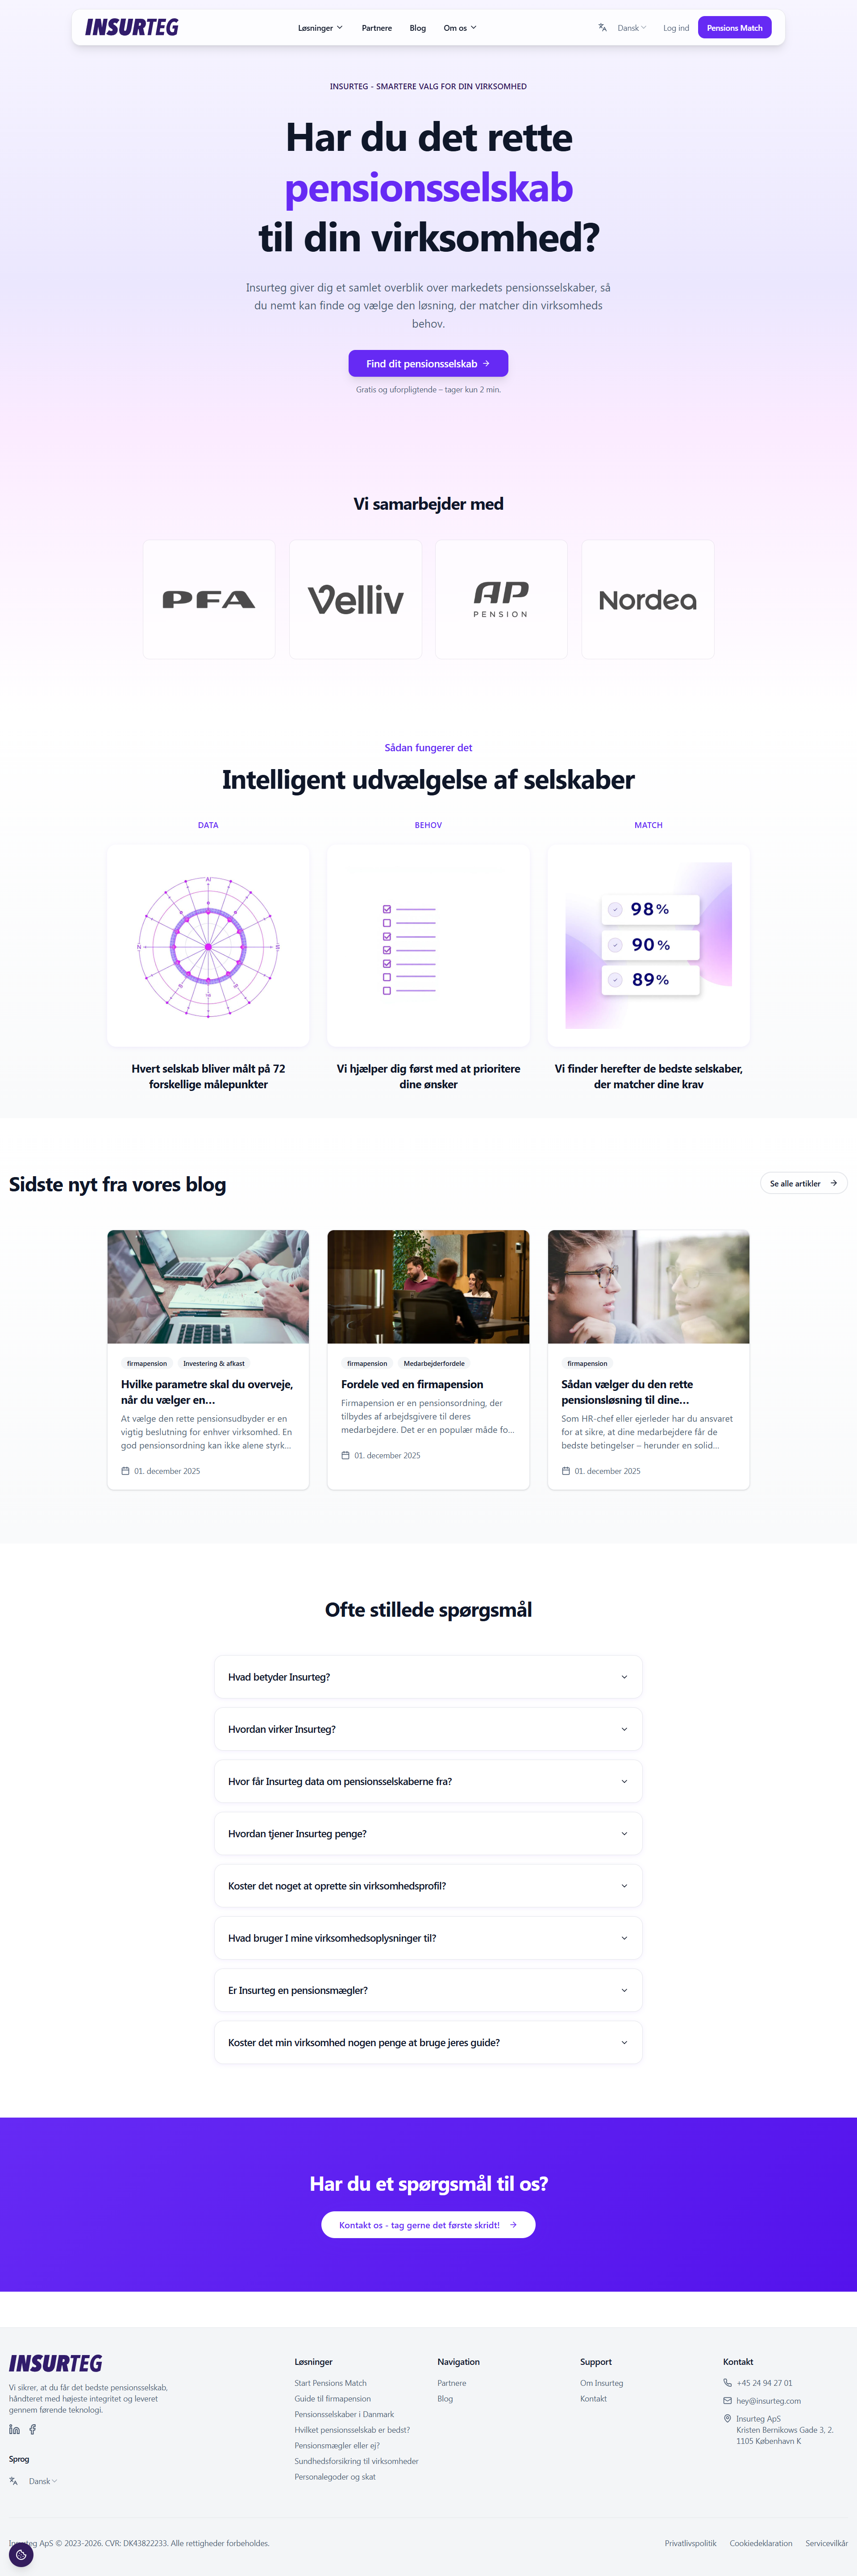 INSURTEG
Løsninger
Partnere
Blog
Om os
Dansk
Log ind
Pensions Match
INSURTEG - SMARTERE VALG FOR DIN VIRKSOMHED
Har du det rette
pensionsselskab
til din virksomhed?
Insurteg giver dig et samlet overblik over markedets pensionsselskaber, så
du nemt kan finde og vælge den løsning, der matcher din virksomheds
behov.
Find dit pensionsselskab
Gratis og uforpligtende – tager kun 2 min.
Vi samarbejder med
PFA
Velliv
AP
PENSION
Nordea
Sådan fungerer det
Intelligent udvælgelse af selskaber
DATA
BEHOV
MATCH
98%
90%
89%
Hvert selskab bliver målt på 72
forskellige målepunkter
Vi hjælper dig først med at prioritere
dine ønsker
Vi finder herefter de bedste selskaber,
der matcher dine krav
Sidste nyt fra vores blog
Se alle artikler
firmapension
Investering & afkast
Hvilke parametre skal du overveje,
når du vælger en…
At vælge den rette pensionsudbyder er en
vigtig beslutning for enhver virksomhed. En
god pensionsordning kan ikke alene styrk…
01. december 2025
firmapension
Medarbejderfordele
Fordele ved en firmapension
Firmapension er en pensionsordning, der
tilbydes af arbejdsgivere til deres
medarbejdere. Det er en populær måde fo…
01. december 2025
firmapension
Sådan vælger du den rette
pensionsløsning til dine…
Som HR-chef eller ejerleder har du ansvaret
for at sikre, at dine medarbejdere får de
bedste betingelser – herunder en solid…
01. december 2025
Ofte stillede spørgsmål
Hvad betyder Insurteg?
Hvordan virker Insurteg?
Hvor får Insurteg data om pensionsselskaberne fra?
Hvordan tjener Insurteg penge?
Koster det noget at oprette sin virksomhedsprofil?
Hvad bruger I mine virksomhedsoplysninger til?
Er Insurteg en pensionsmægler?
Koster det min virksomhed nogen penge at bruge jeres guide?
Har du et spørgsmål til os?
Kontakt os - tag gerne det første skridt!
INSURTEG
Vi sikrer, at du får det bedste pensionsselskab,
håndteret med højeste integritet og leveret
gennem førende teknologi.
Sprog
Dansk
Løsninger
Start Pensions Match
Guide til firmapension
Pensionsselskaber i Danmark
Hvilket pensionsselskab er bedst?
Pensionsmægler eller ej?
Sundhedsforsikring til virksomheder
Personalegoder og skat
Navigation
Partnere
Blog
Support
Om Insurteg
Kontakt
Kontakt
+45 24 94 27 01
hey@insurteg.com
Insurteg ApS
Kristen Bernikows Gade 3, 2.
1105 København K
Insurteg ApS © 2023-2026. CVR: DK43822233. Alle rettigheder forbeholdes.
Privatlivspolitik
Cookiedeklaration
Servicevilkår